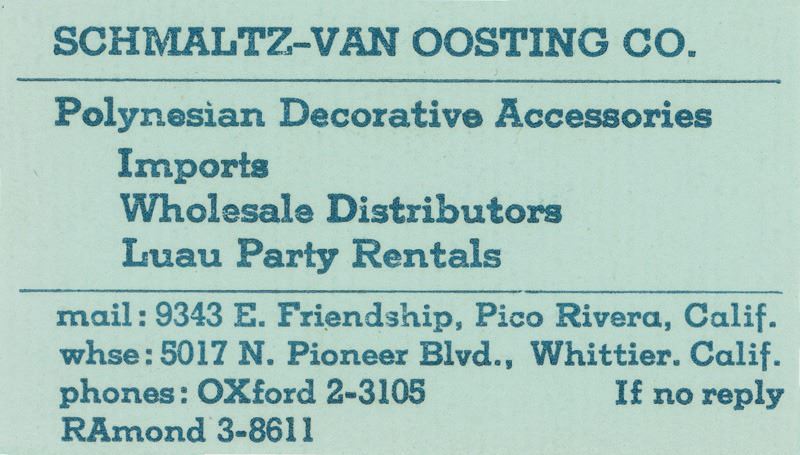 SCHMALTZ-VAN OOSTING CO.
Polynesian Decorative Accessories
Imports
Wholesale Distributors
Luau Party Rentals
mail: 9343 E. Friendship, Pico Rivera, Calif.
whse: 5017 N. Pioneer Blvd., Whittier. Calif.
phones: OXford 2-3105 If no reply
RAmond 3-8611